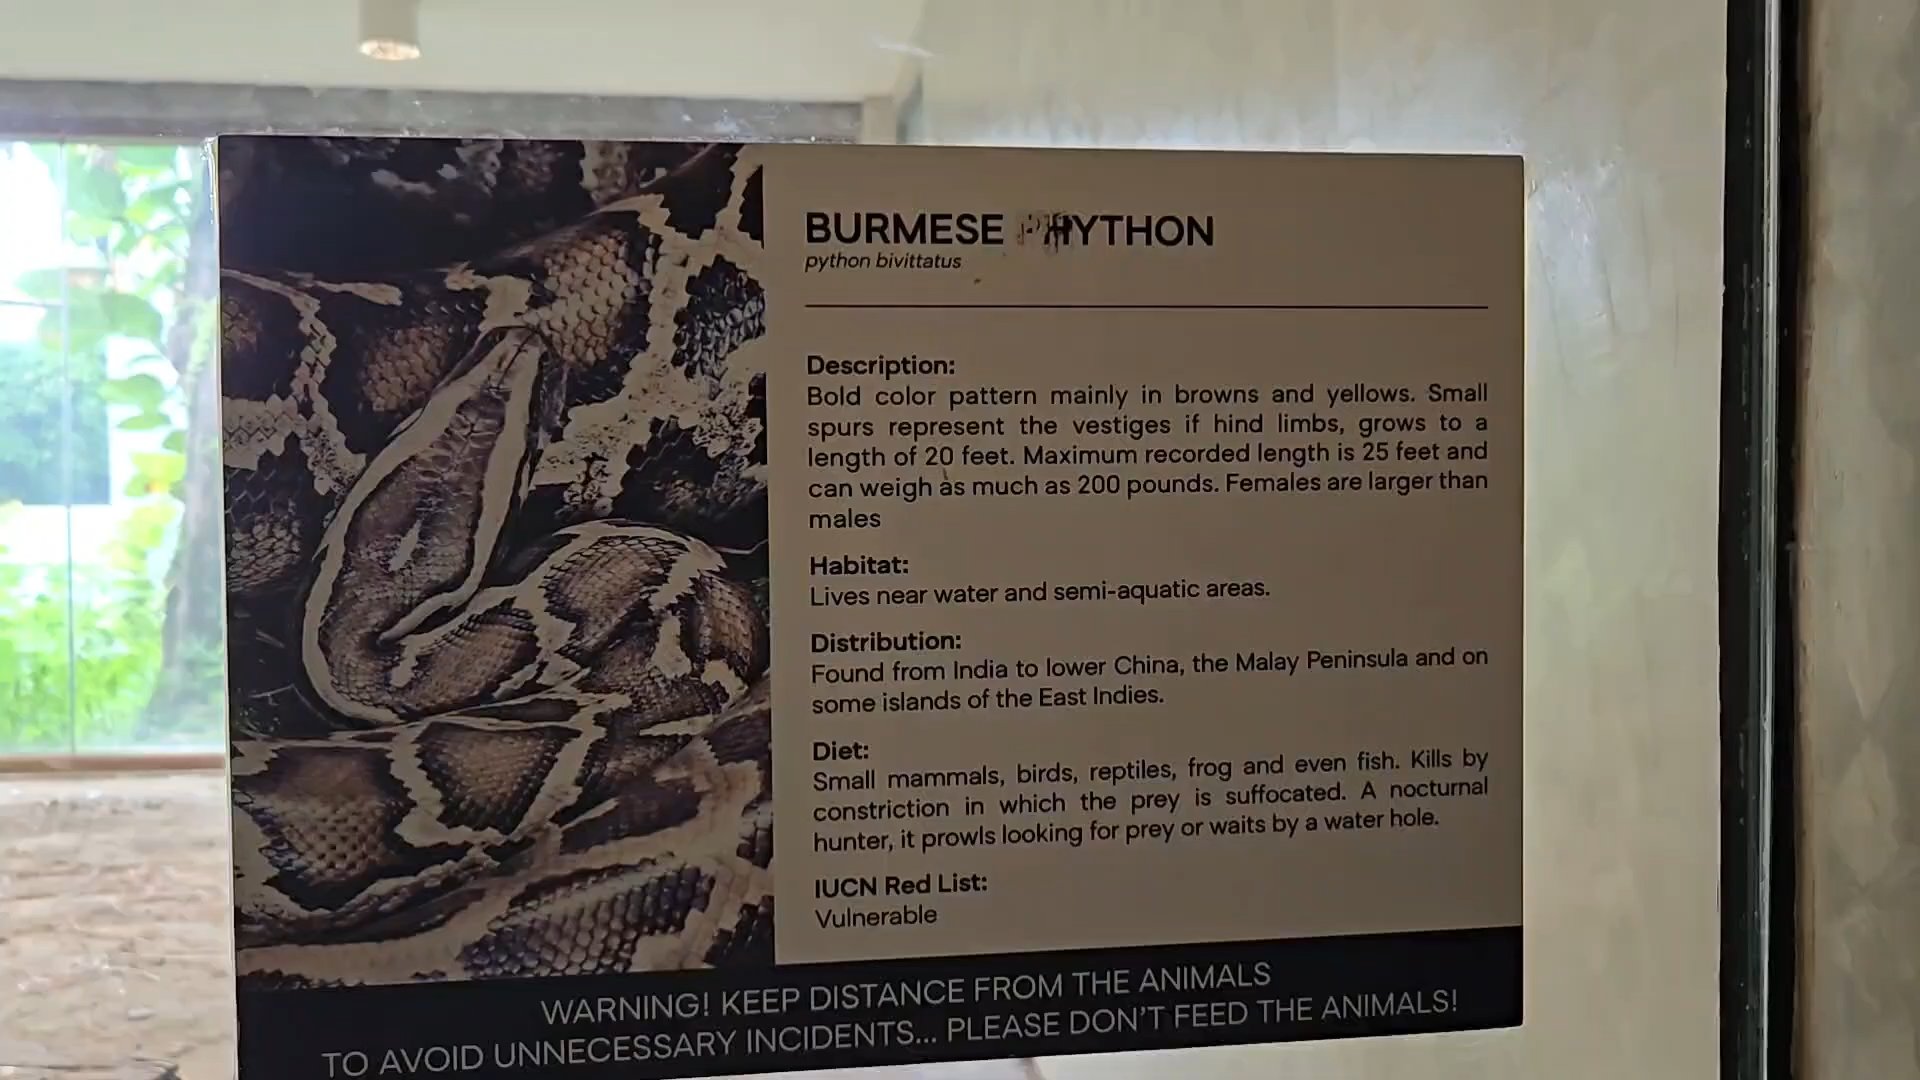 BURMESE PYTHON
python bivittatus
Description:
Bold color pattern mainly in browns and yellows. Small
spurs represent the vestiges if hind limbs, grows to a
length of 20 feet. Maximum recorded length is 25 feet and
can weigh as much as 200 pounds. Females are larger than
males
Habitat:
Lives near water and semi-aquatic areas.
Distribution:
Found from India to lower China, the Malay Peninsula and on
some islands of the East Indies.
Diet:
Small mammals, birds, reptiles, frog and even fish. Kills by
constriction in which the prey is suffocated. A nocturnal
hunter, it prowls looking for prey or waits by a water hole.
IUCN Red List:
Vulnerable
WARNING! KEEP DISTANCE FROM THE ANIMALS
TO AVOID UNNECESSARY INCIDENTS... PLEASE DON'T FEED THE ANIMALS!